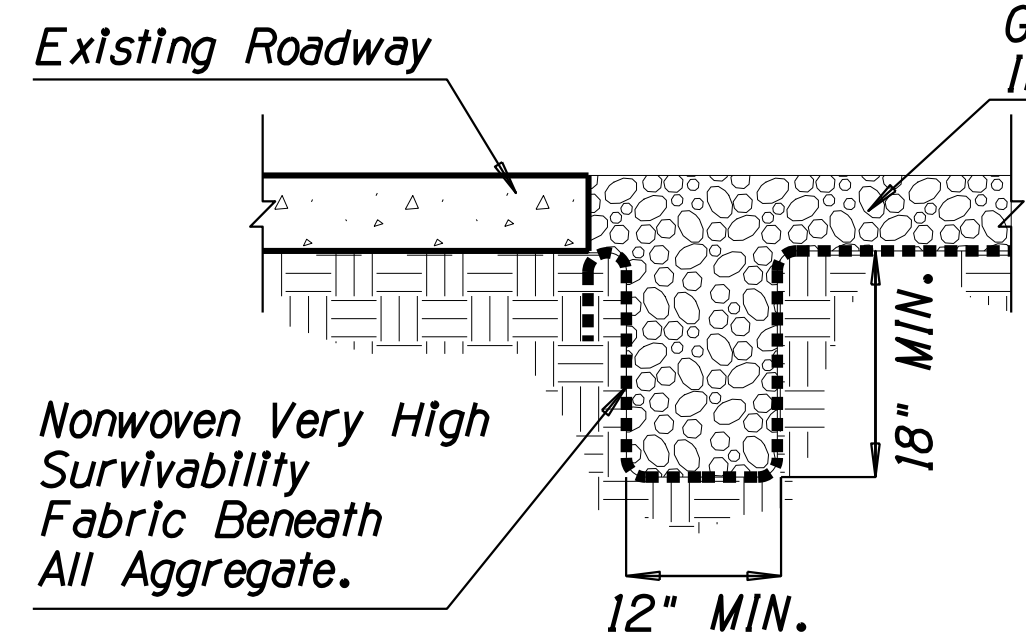 Existing Roadway
Nonwoven Very High
Survivability
Fabric Beneath
All Aggregate.
18" MIN.
12" MIN.